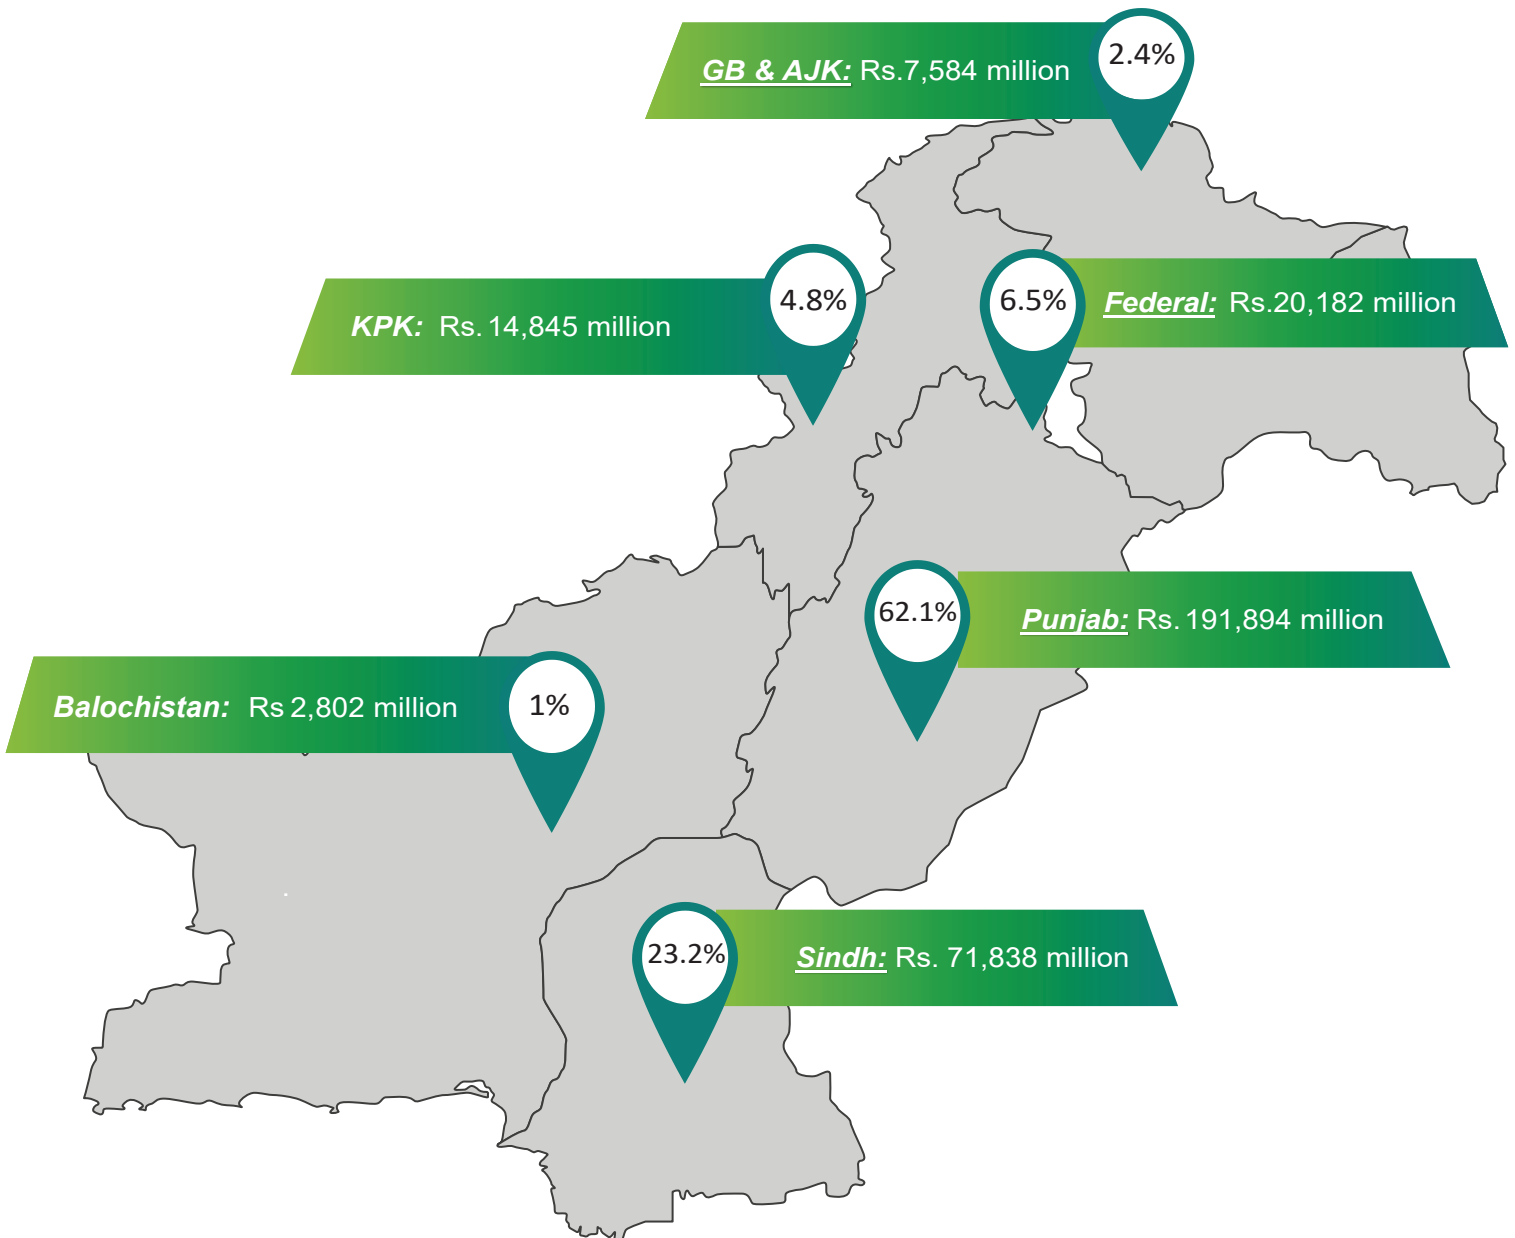 GB & AJK: Rs.7,584 million
2.4%
KPK: Rs. 14,845 million
4.8%
6.5%
Federal: Rs.20,182 million
62.1%
Punjab: Rs. 191,894 million
Balochistan: Rs 2,802 million
1%
23.2%
Sindh: Rs. 71,838 million